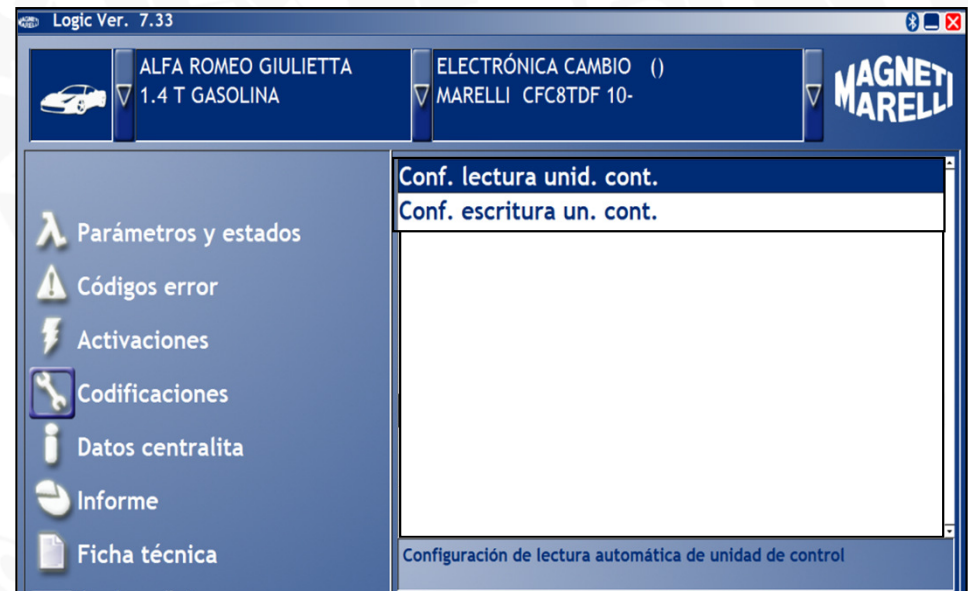 Logic Ver. 7.33
ALFA ROMEO GIULIETTA
1.4 T GASOLINA
ELECTRÓNICA CAMBIO ()
MARELLI CFC8TDF 10-
MAGNETI
MARELLI
Parámetros y estados
Códigos error
Activaciones
Codificaciones
Datos centralita
Informe
Ficha técnica
Conf. lectura unid. cont.
Conf. escritura un. cont.
Configuración de lectura automática de unidad de control